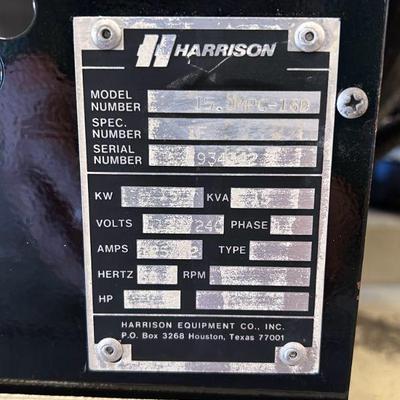 HARRISON
MODEL
NUMBER
SPEC.
NUMBER
SERIAL
NUMBER
KW KVA
VOLTS 240 PHASE
AMPS TYPE
HERTZ RPM
HP
HARRISON EQUIPMENT CO., INC.
P.O. Box 3268 Houston, Texas 77001